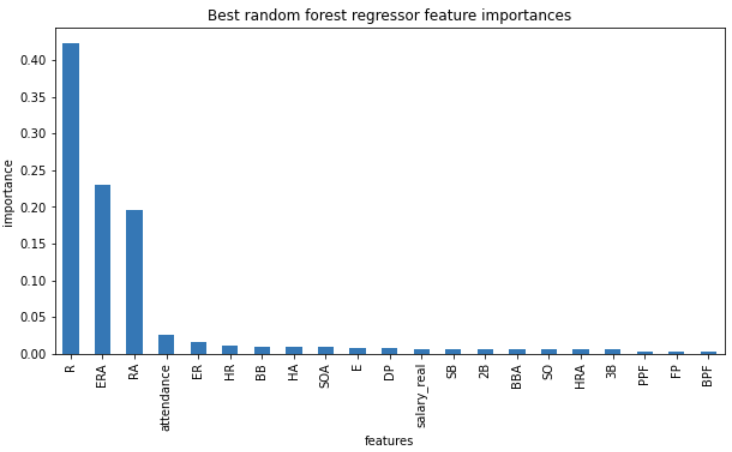 Best random forest regressor feature importances
importance
0.40
0.35
0.30
0.25
0.20
0.15
0.10
0.05
0.00
R
ERA
RA
attendance
ER
HR
BB
HA
SOA
E
DP
salary_real
SB
2B
BBA
SO
HRA
3B
PPF
FP
BPF
features